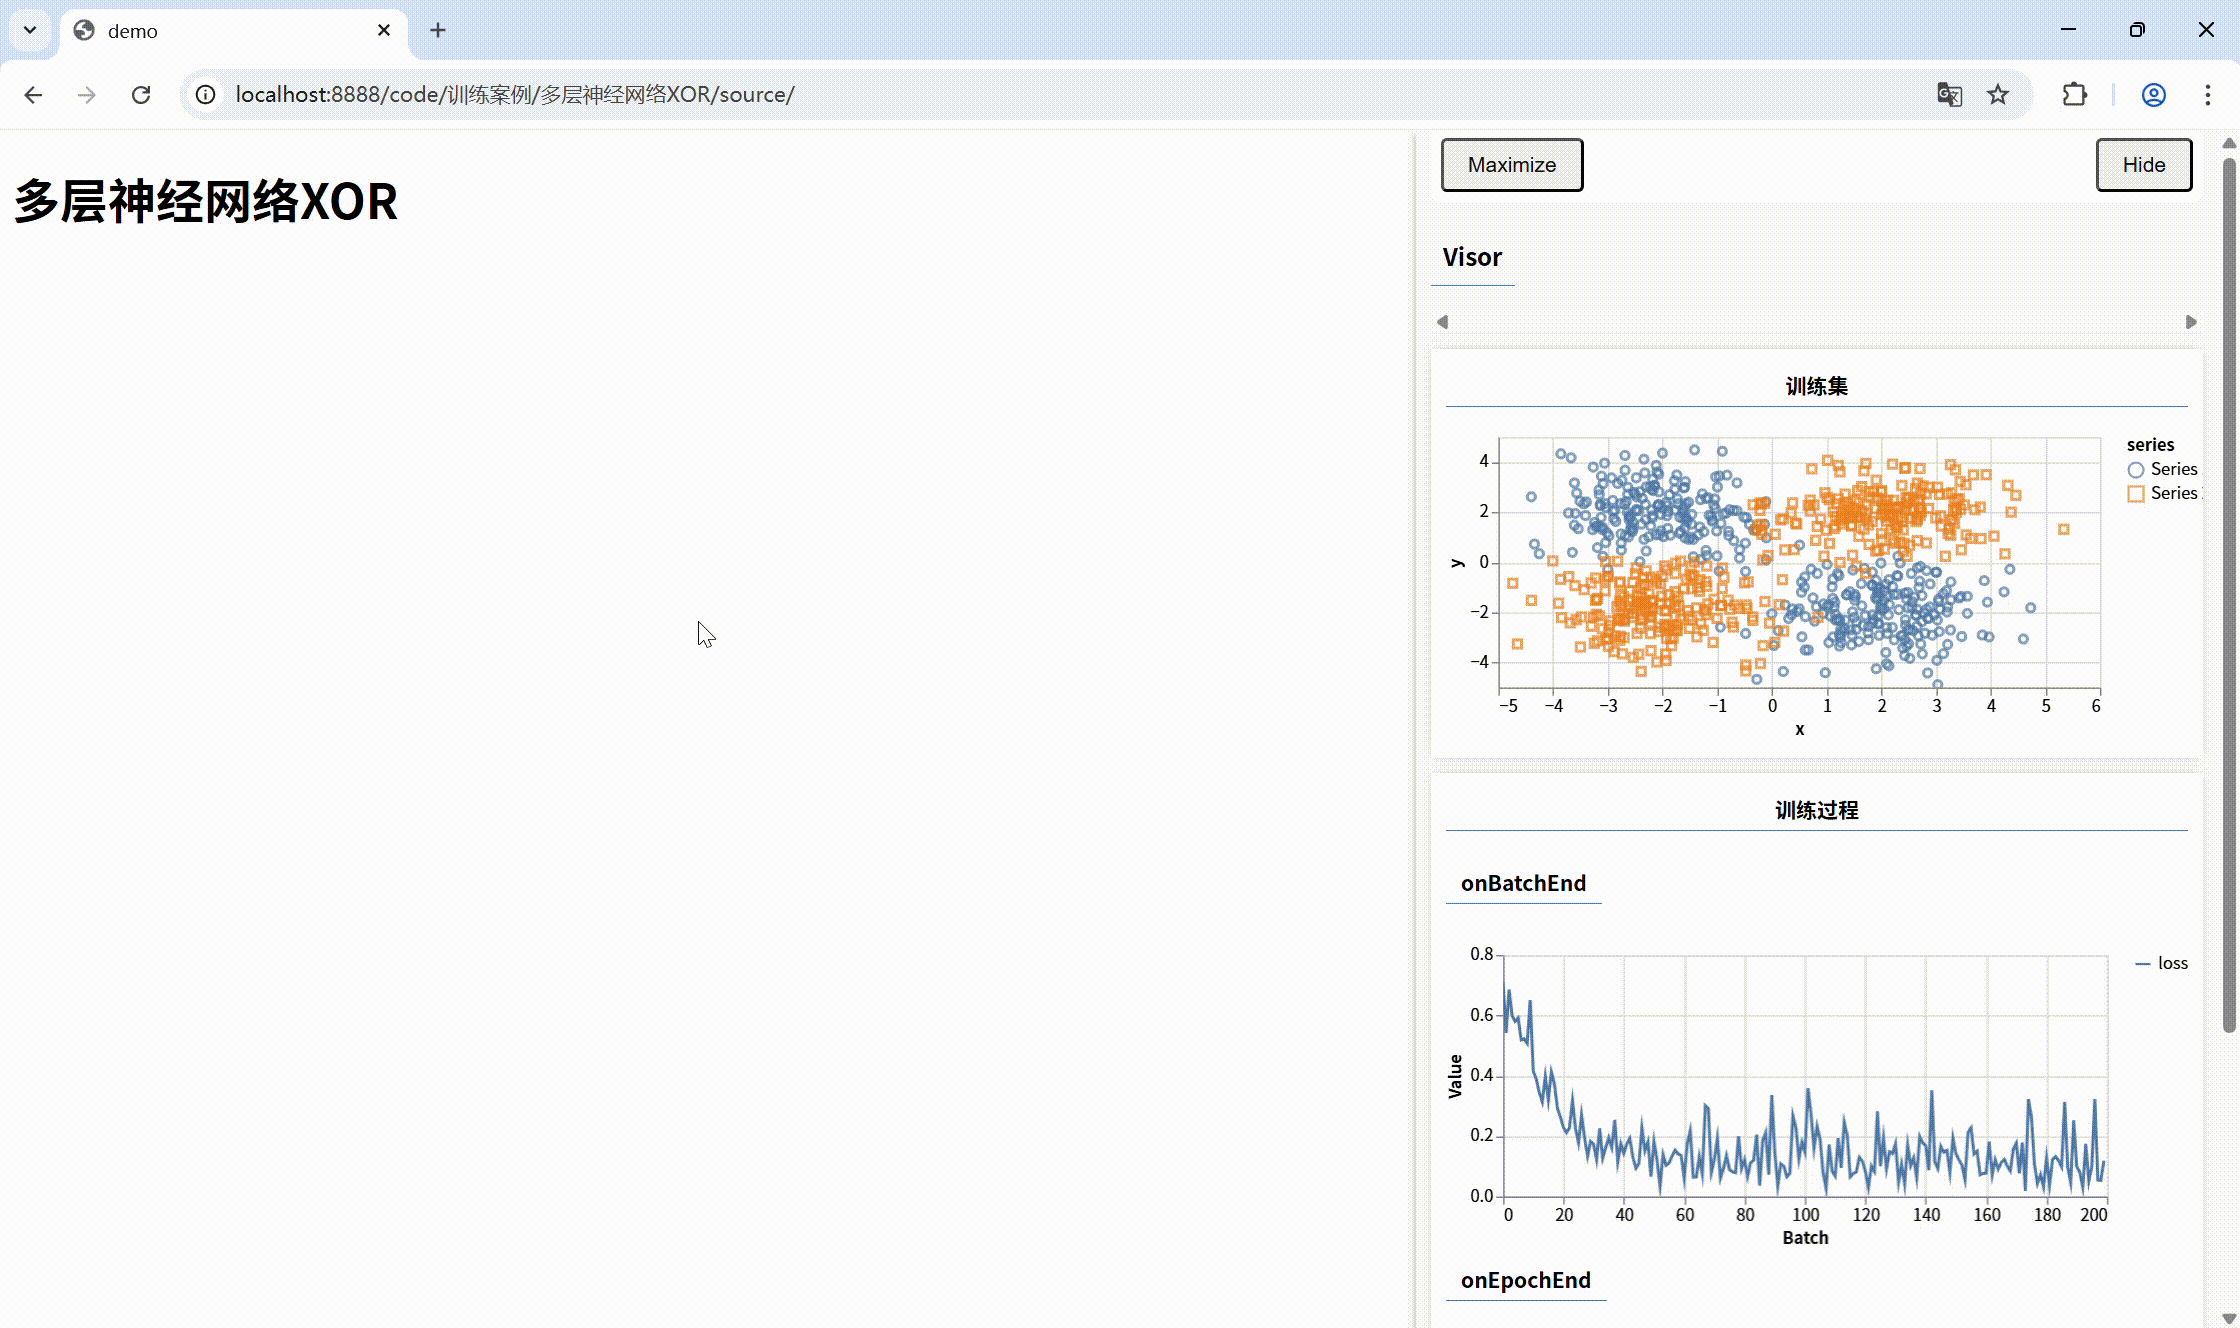 demo
localhost:8888/code/训练案例/多层神经网络XOR/source/
多层神经网络XOR
Maximize
Hide
Visor
训练集
series
Series
Series
4
2
0
−2
−4
y
−5 −4 −3 −2 −1 0 1 2 3 4 5 6
x
训练过程
onBatchEnd
0.8
0.6
0.4
0.2
0.0
Value
loss
0 20 40 60 80 100 120 140 160 180 200
Batch
onEpochEnd